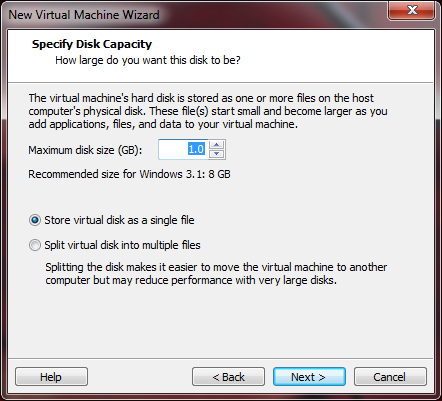 New Virtual Machine Wizard
Specify Disk Capacity
How large do you want this disk to be?
The virtual machine's hard disk is stored as one or more files on the host
computer's physical disk. These file(s) start small and become larger as you
add applications, files, and data to your virtual machine.
Maximum disk size (GB): 1.0
Recommended size for Windows 3.1: 8 GB
Store virtual disk as a single file
Split virtual disk into multiple files
Splitting the disk makes it easier to move the virtual machine to another
computer but may reduce performance with very large disks.
Help < Back Next > Cancel